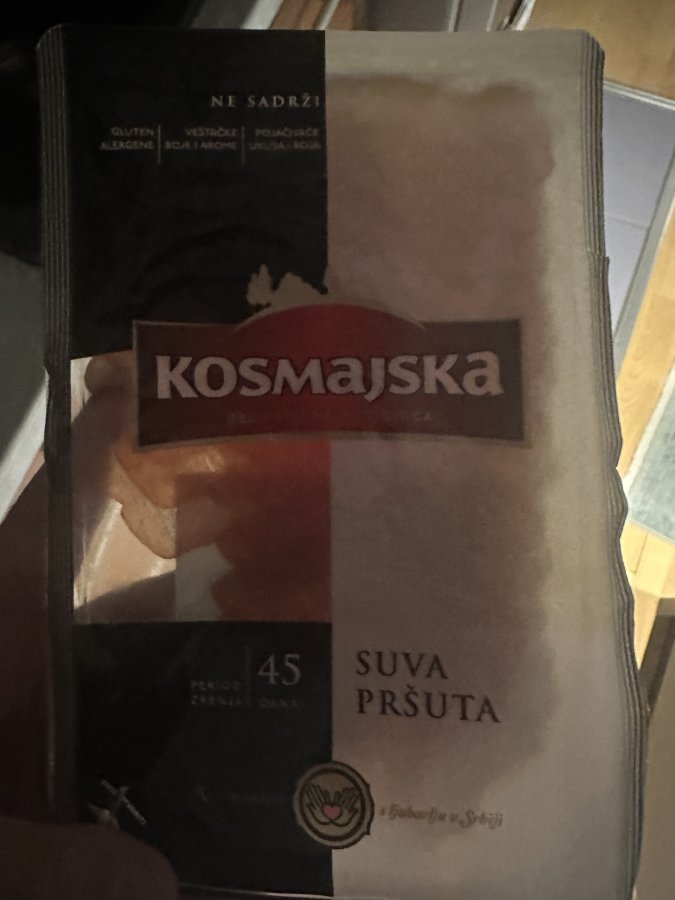 NE SADRŽI
GLUTEN
ALERGENE
VEŠTAČKE
BOJE I AROME
POJAČIVAČE
UKUSA I BOJA
KOSMAJSKA
PERIOD
ZRENJA
45
DANA
SUVA
PRŠUTA
s ljubavlju u Srbiji